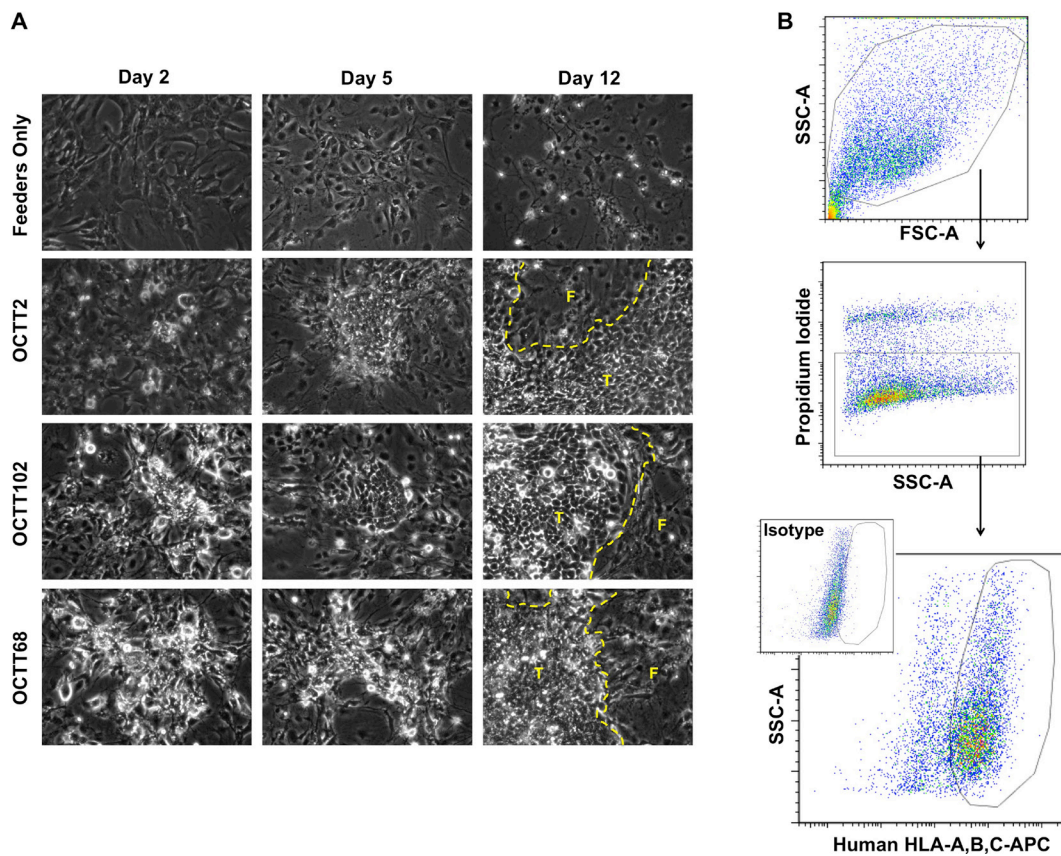 A
Day 2
Day 5
Day 12
Feeders Only
OCTT2
F
T
OCTT102
T
F
OCTT68
T
F
B
SSC-A
FSC-A
Propidium Iodide
SSC-A
Isotype
SSC-A
Human HLA-A,B,C-APC